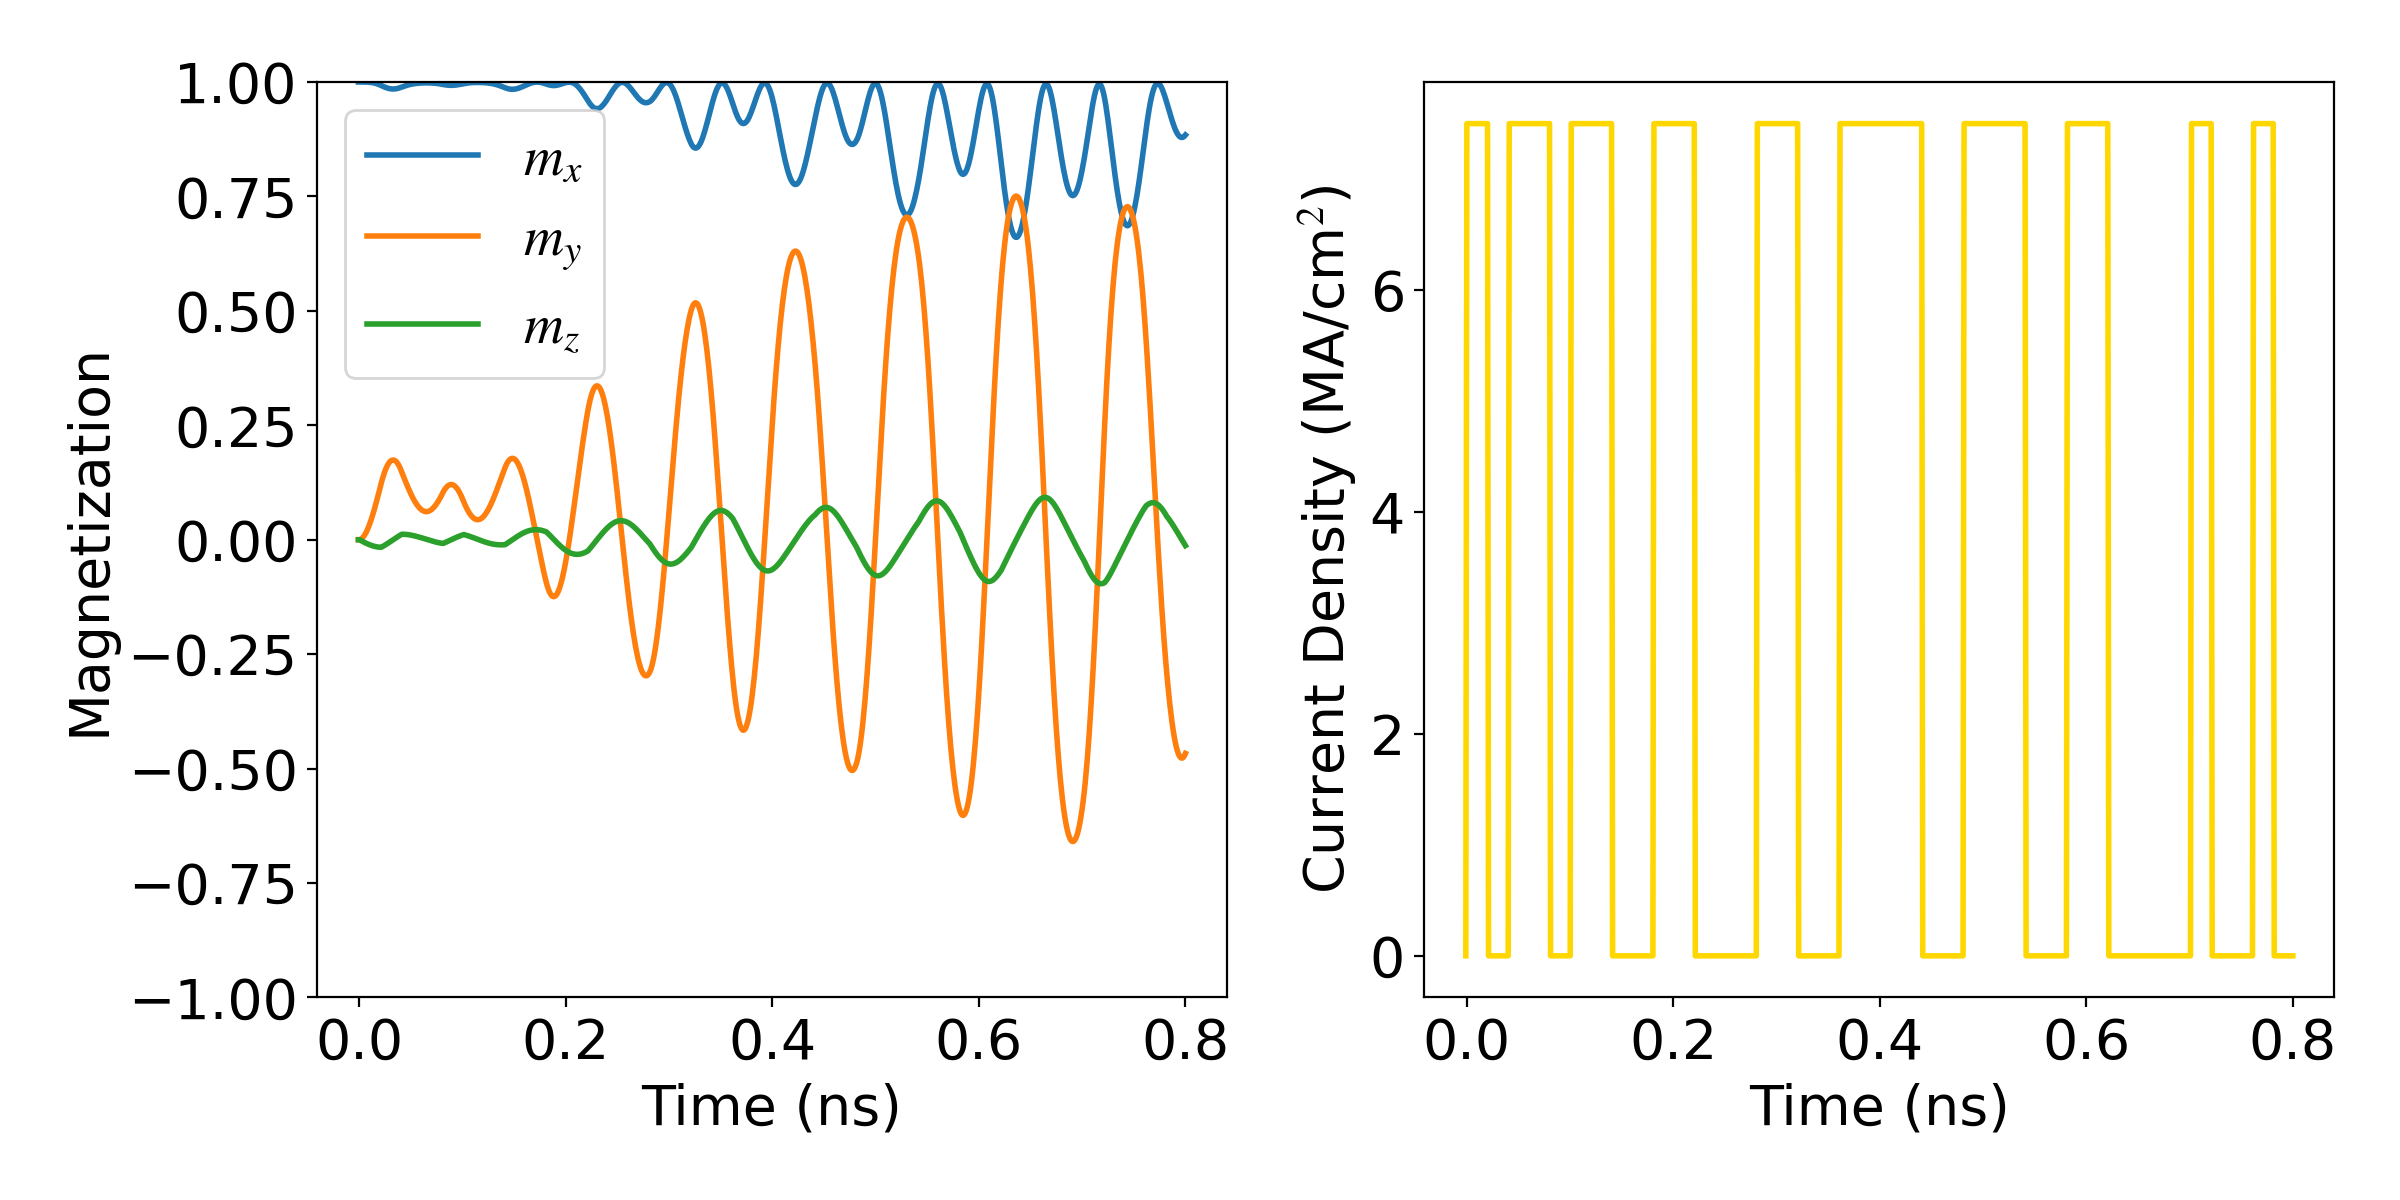 1.00
0.75
0.50
0.25
0.00
−0.25
−0.50
−0.75
−1.00
Magnetization
m_x
m_y
m_z
0.0 0.2 0.4 0.6 0.8
Time (ns)
6
4
2
0
Current Density (MA/cm²)
0.0 0.2 0.4 0.6 0.8
Time (ns)